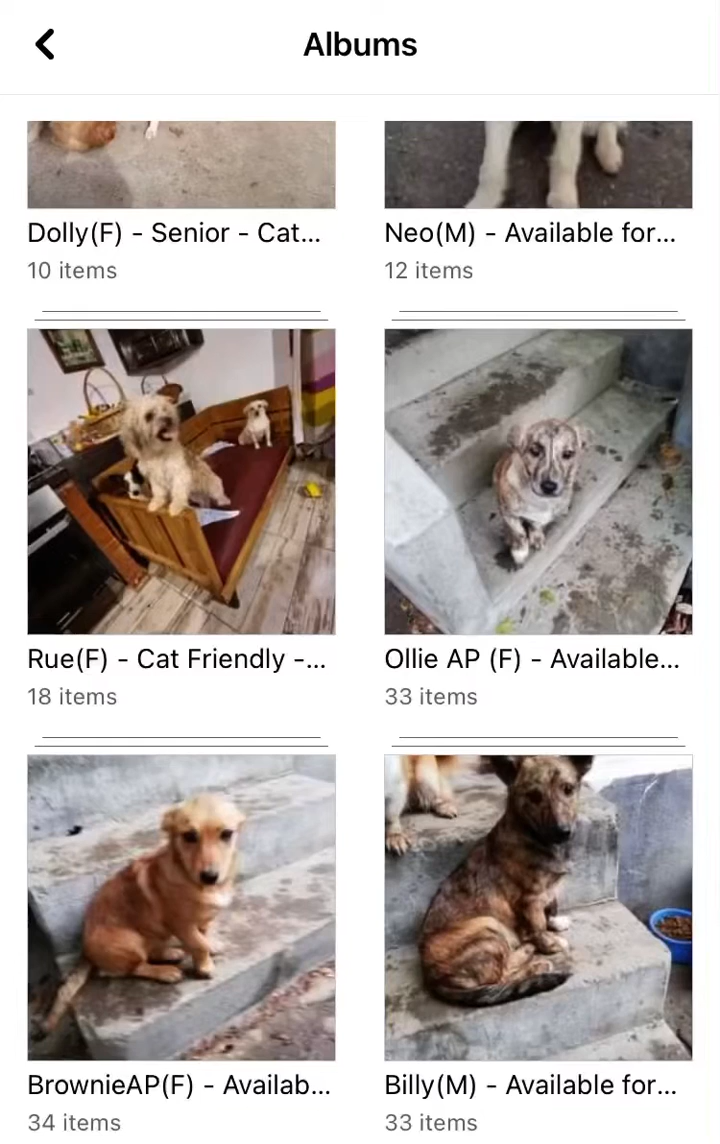 Albums
Dolly(F) - Senior - Cat...
Neo(M) - Available for...
10 items
12 items
Rue(F) - Cat Friendly -...
Ollie AP (F) - Available...
18 items
33 items
BrownieAP(F) - Availab...
Billy(M) - Available for...
34 items
33 items